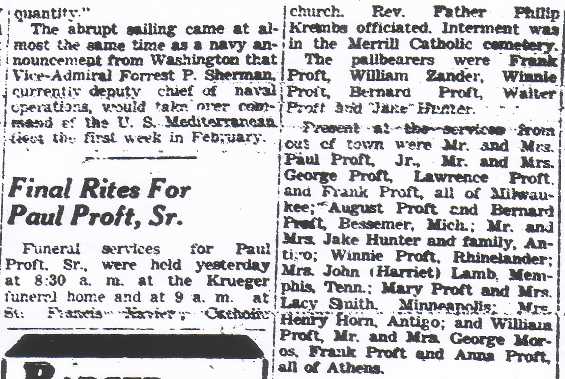 quantity."
The abrupt sailing came at al-
most the same time as a navy an-
nouncement from Washington that
Vice-Admiral Forrest P. Sherman,
currently deputy chief of naval
operations, would take over com-
mand of the U. S. Mediterranean
fleet the first week in February.
Final Rites For
Paul Proft, Sr.
Funeral services for Paul
Proft, Sr., were held yesterday
at 8:30 a. m. at the Krueger
funeral home and at 9 a. m. at
St. Francis Xavier Catholic
church. Rev. Father Philip
Krembs officiated. Interment was
in the Merrill Catholic cemetery.
The pallbearers were Frank
Proft, William Zander, Winnie
Proft, Bernard Proft, Walter
Proft and "Jake" Hunter.
Present at the services from
out of town were Mr. and Mrs.
Paul Proft, Jr., Mr. and Mrs.
George Proft, Lawrence Proft,
and Frank Proft, all of Milwau-
kee; August Proft and Bernard
Proft, Bessemer, Mich.; Mr. and
Mrs. Jake Hunter and family, An-
tigo; Winnie Proft, Rhinelander;
Mrs. John (Harriet) Lamb, Mem-
phis, Tenn.; Mary Proft and Mrs.
Lacy Smith, Minneapolis; Mrs.
Henry Horn, Antigo; and William
Proft, Mr. and Mrs. George Mor-
os, Frank Proft and Anna Proft,
all of Athens.